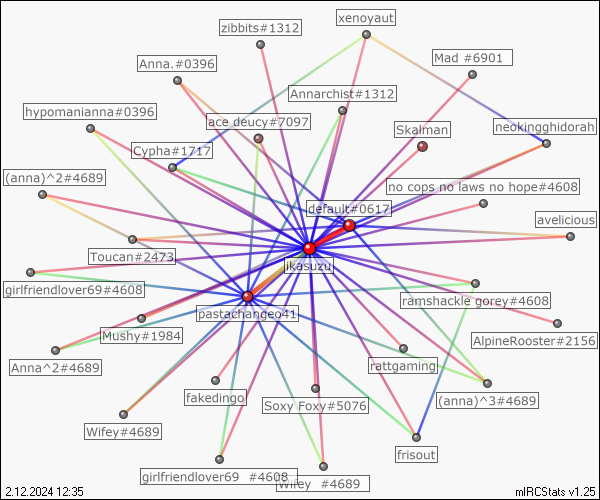 xenoyaut
zibbits#1312
Mad #6901
Anna.#0396
Annarchist#1312
hypomanianna#0396
ace deucy#7097
Skalman
neokingghidorah
Cypha#1717
(anna)^2#4689
no cops no laws no hope#4608
default#0617
avelicious
Toucan#2473
ikasuzu
girlfriendlover69#4608
ramshackle gorey#4608
pastachangeo41
Mushy#1984
AlpineRooster#2156
Anna^2#4689
rattgaming
fakedingo
Soxy Foxy#5076
(anna)^3#4689
Wifey#4689
frisout
girlfriendlover69 #4608
Wifey #4689
2.12.2024 12:35
mIRCStats v1.25